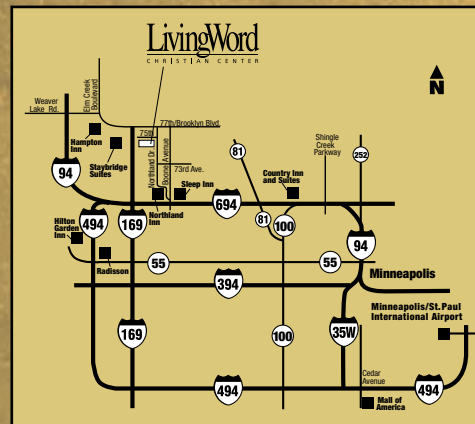 LivingWord
CHRISTIAN CENTER
N
Weaver
Lake Rd.
Elm Creek
Boulevard
77th/Brooklyn Blvd.
75th
Northland Dr.
Boone Avenue
73rd Ave.
Hampton
Inn
Staybridge
Suites
Sleep Inn
Northland
Inn
81
Country Inn
and Suites
Shingle
Creek
Parkway
252
94
694
494
169
81
100
94
Hilton
Garden
Inn
Radisson
55
55
Minneapolis
394
Minneapolis/St.Paul
International Airport
169
100
35W
Cedar
Avenue
494
494
Mall of
America